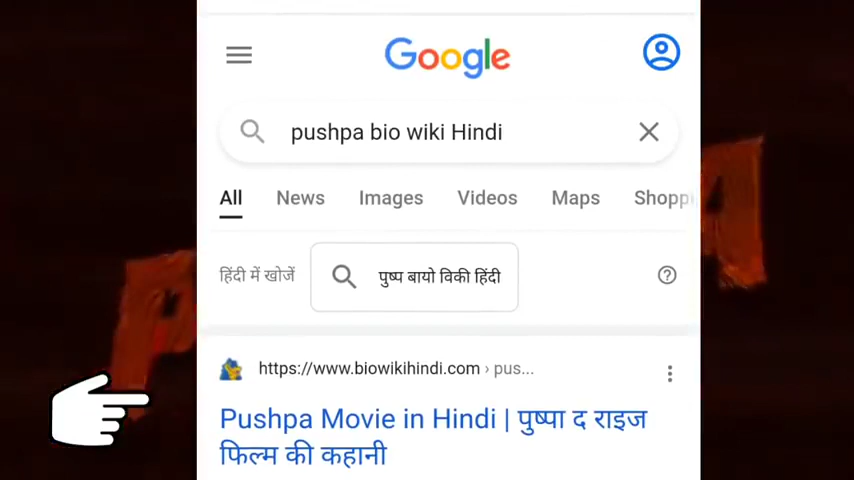 Google
pushpa bio wiki Hindi
All News Images Videos Maps Shoppi
हिंदी में खोजें पुष्प बायो विकी हिंदी
https://www.biowikihindi.com › pus...
Pushpa Movie in Hindi | पुष्पा द राइज
फिल्म की कहानी